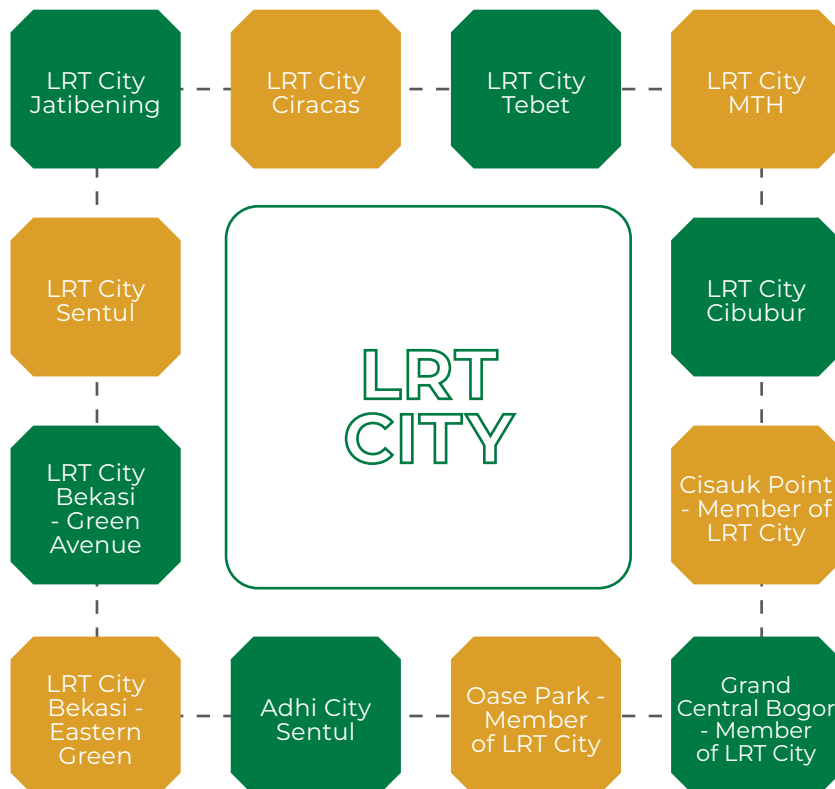 LRT City
Jatibening
LRT City
Ciracas
LRT City
Tebet
LRT City
MTH
LRT City
Sentul
LRT
CITY
LRT City
Cibubur
LRT City
Bekasi
- Green
Avenue
Cisauk Point
- Member of
LRT City
LRT City
Bekasi -
Eastern
Green
Adhi City
Sentul
Oase Park -
Member
of LRT City
Grand
Central Bogor
- Member
of LRT City